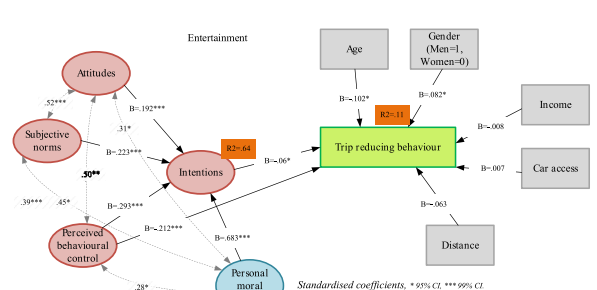 Entertainment
Age
Gender
(Men=1,
Women=0)
Attitudes
Income
B=-.102*
B=.082*
B=.192***
.52***
R2=.11
.31*
B=-.008
Subjective
norms
R2=.64
Trip reducing behaviour
B=.223***
B=-.06*
Car access
B=.007
Intentions
.50**
.39***
.45*
B=.293***
B=-.063
B=-.212***
Perceived
behavioural
control
B=.683***
Distance
Personal
moral
.28*
Standardised coefficients, * 95% CI, *** 99% CI.